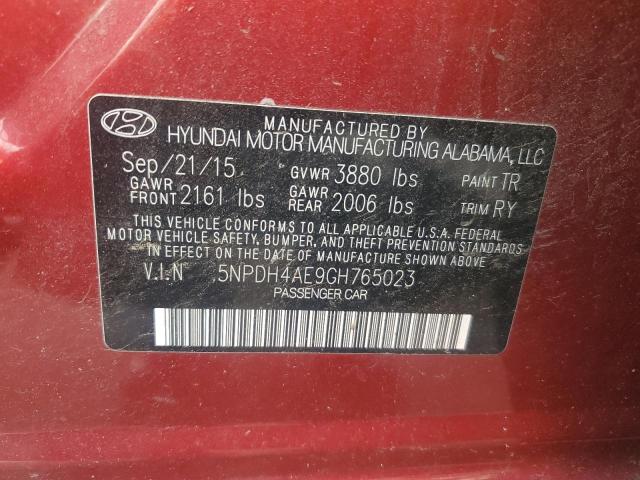 MANUFACTURED BY
HYUNDAI MOTOR MANUFACTURING ALABAMA, LLC
Sep/21/15 GVWR 3880 lbs PAINT TR
GAWR FRONT 2161 lbs GAWR REAR 2006 lbs TRIM RY
THIS VEHICLE CONFORMS TO ALL APPLICABLE U.S.A. FEDERAL
MOTOR VEHICLE SAFETY, BUMPER, AND THEFT PREVENTION STANDARDS
IN EFFECT ON THE DATE OF MANUFACTURE SHOWN ABOVE
V.I.N 5NPDH4AE9GH765023
PASSENGER CAR